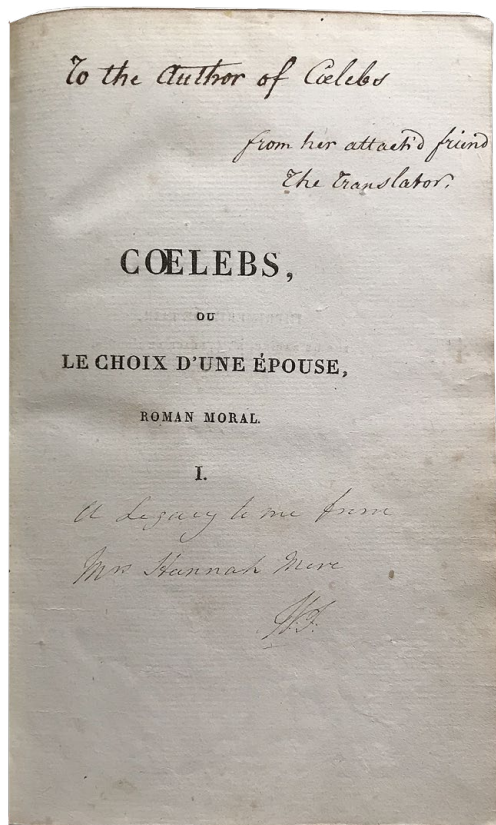 To the Author of Cœlebs
from her attach'd friend
The Translator.
CŒLEBS,
OU
LE CHOIX D'UNE ÉPOUSE,
ROMAN MORAL.
I.
A Legacy to me from
Mrs Hannah More